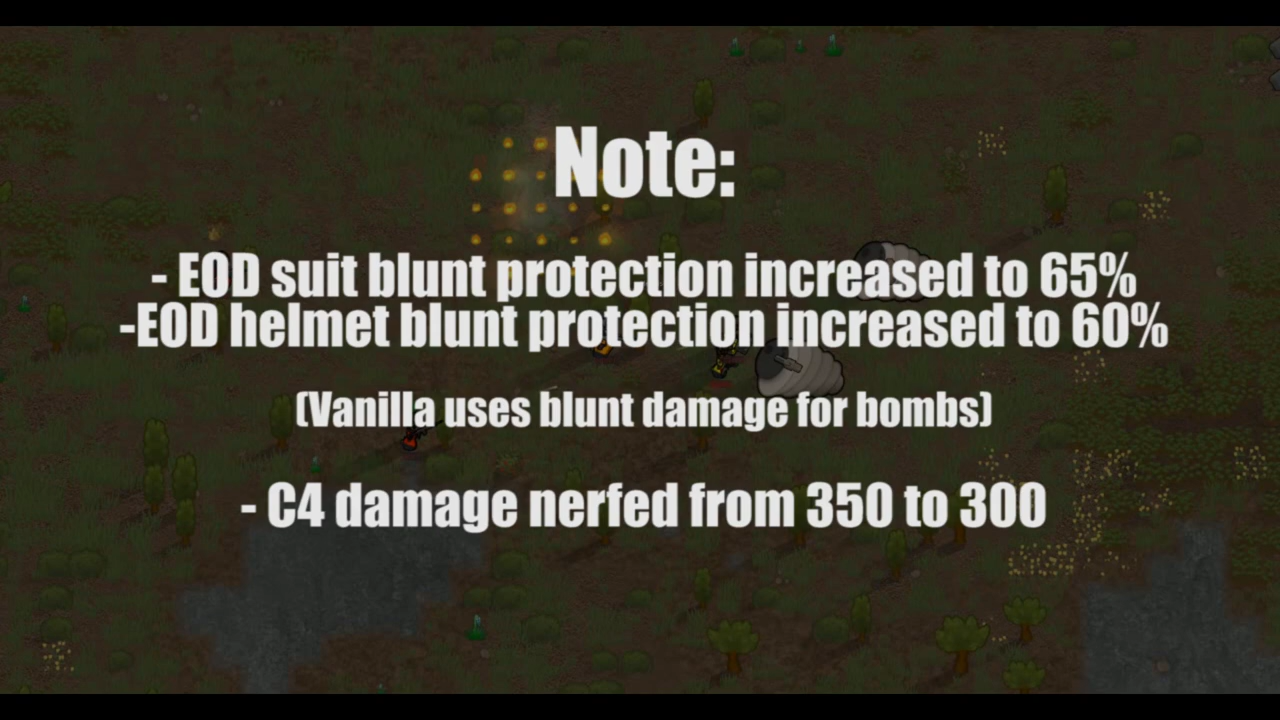 Note:
- EOD suit blunt protection increased to 65%
-EOD helmet blunt protection increased to 60%
(Vanilla uses blunt damage for bombs)
- C4 damage nerfed from 350 to 300